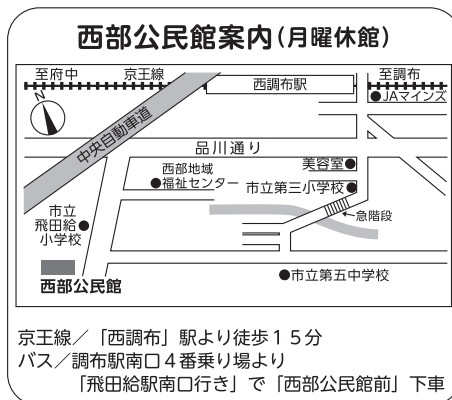 西部公民館案内(月曜休館)
至府中
京王線
西調布駅
至調布
●JAマインズ
N
中央自動車道
品川通り
美容室●
西部地域
●福祉センター
市立第三小学校●
←急階段
市立
飛田給●
小学校
西部公民館
●市立第五中学校
京王線／「西調布」駅より徒歩15分
バス／調布駅南口4番乗り場より
「飛田給駅南口行き」で「西部公民館前」下車